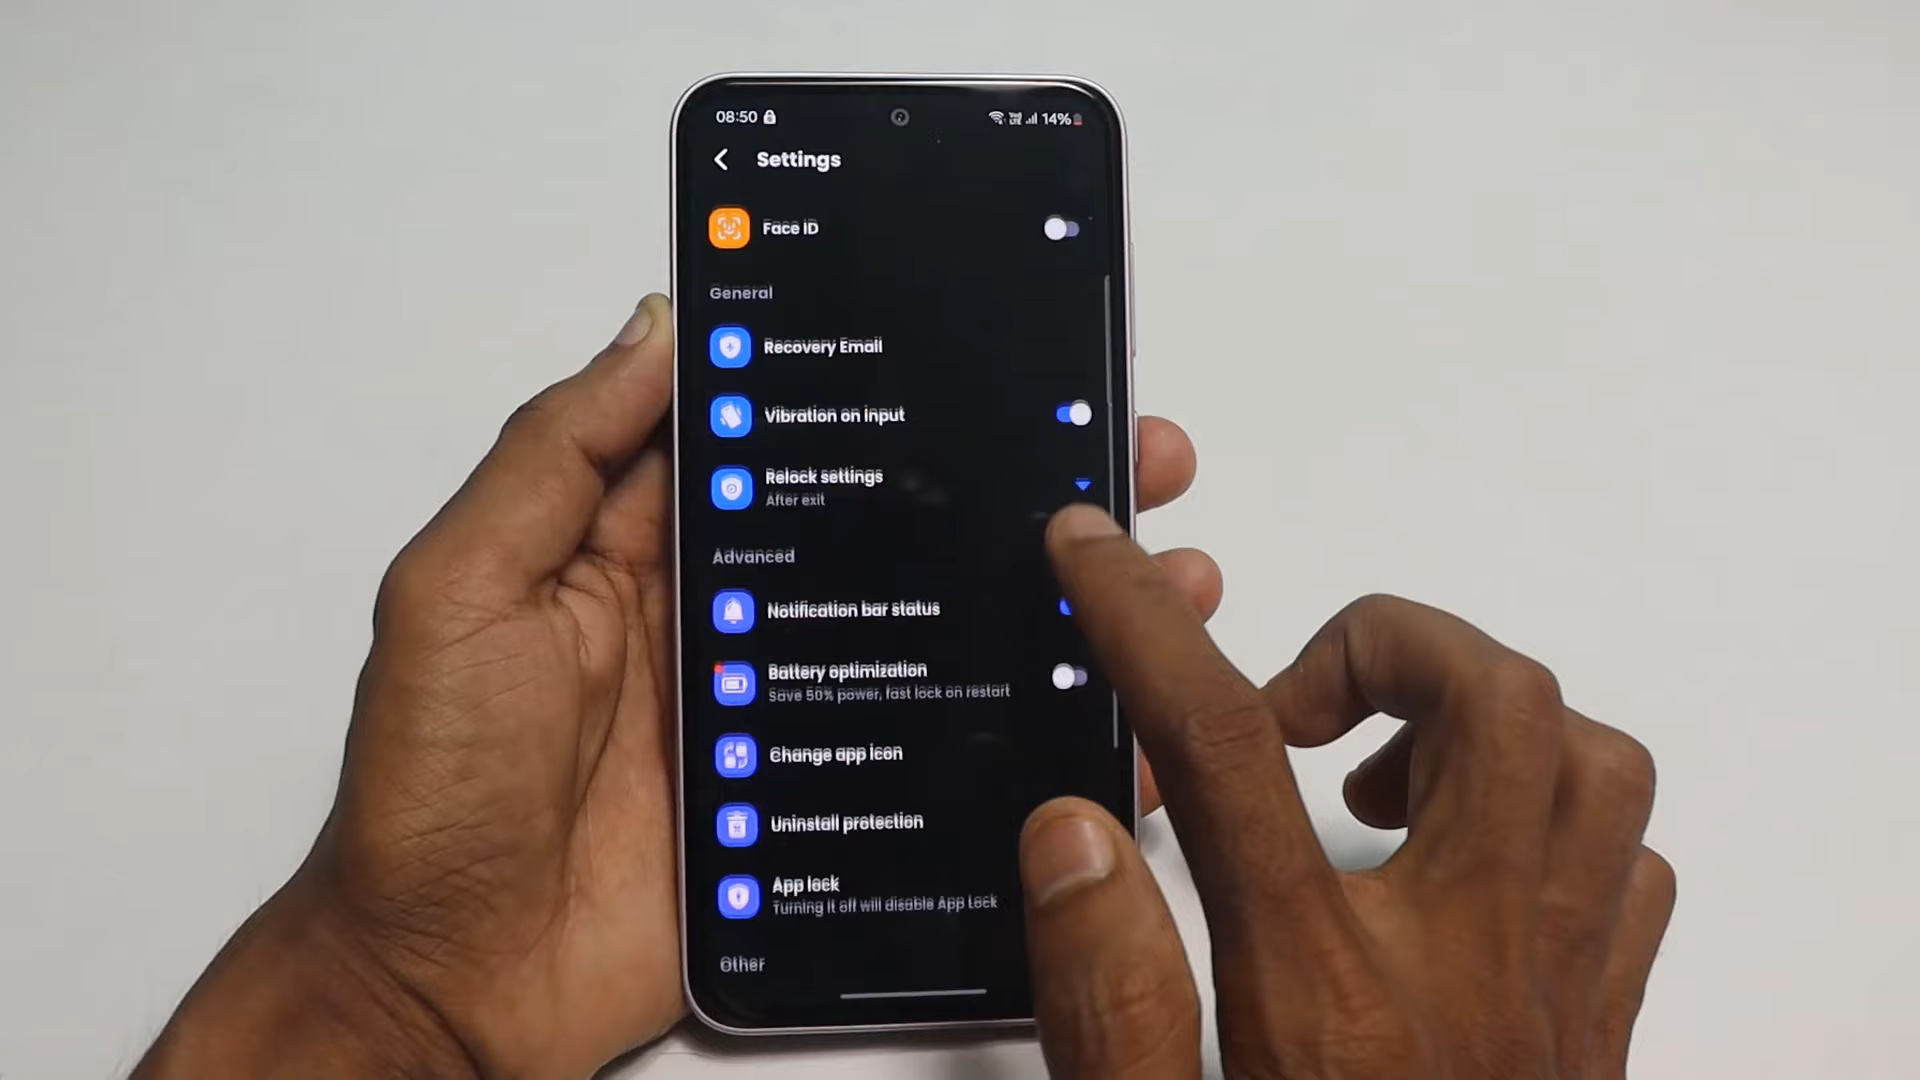 08:50
VoLTE 14%
Settings
Face ID
General
Recovery Email
Vibration on input
Relock settings
After exit
Advanced
Notification bar status
Battery optimization
Save 50% power, fast lock on restart
Change app icon
Uninstall protection
App lock
Turning it off will disable App Lock
Other